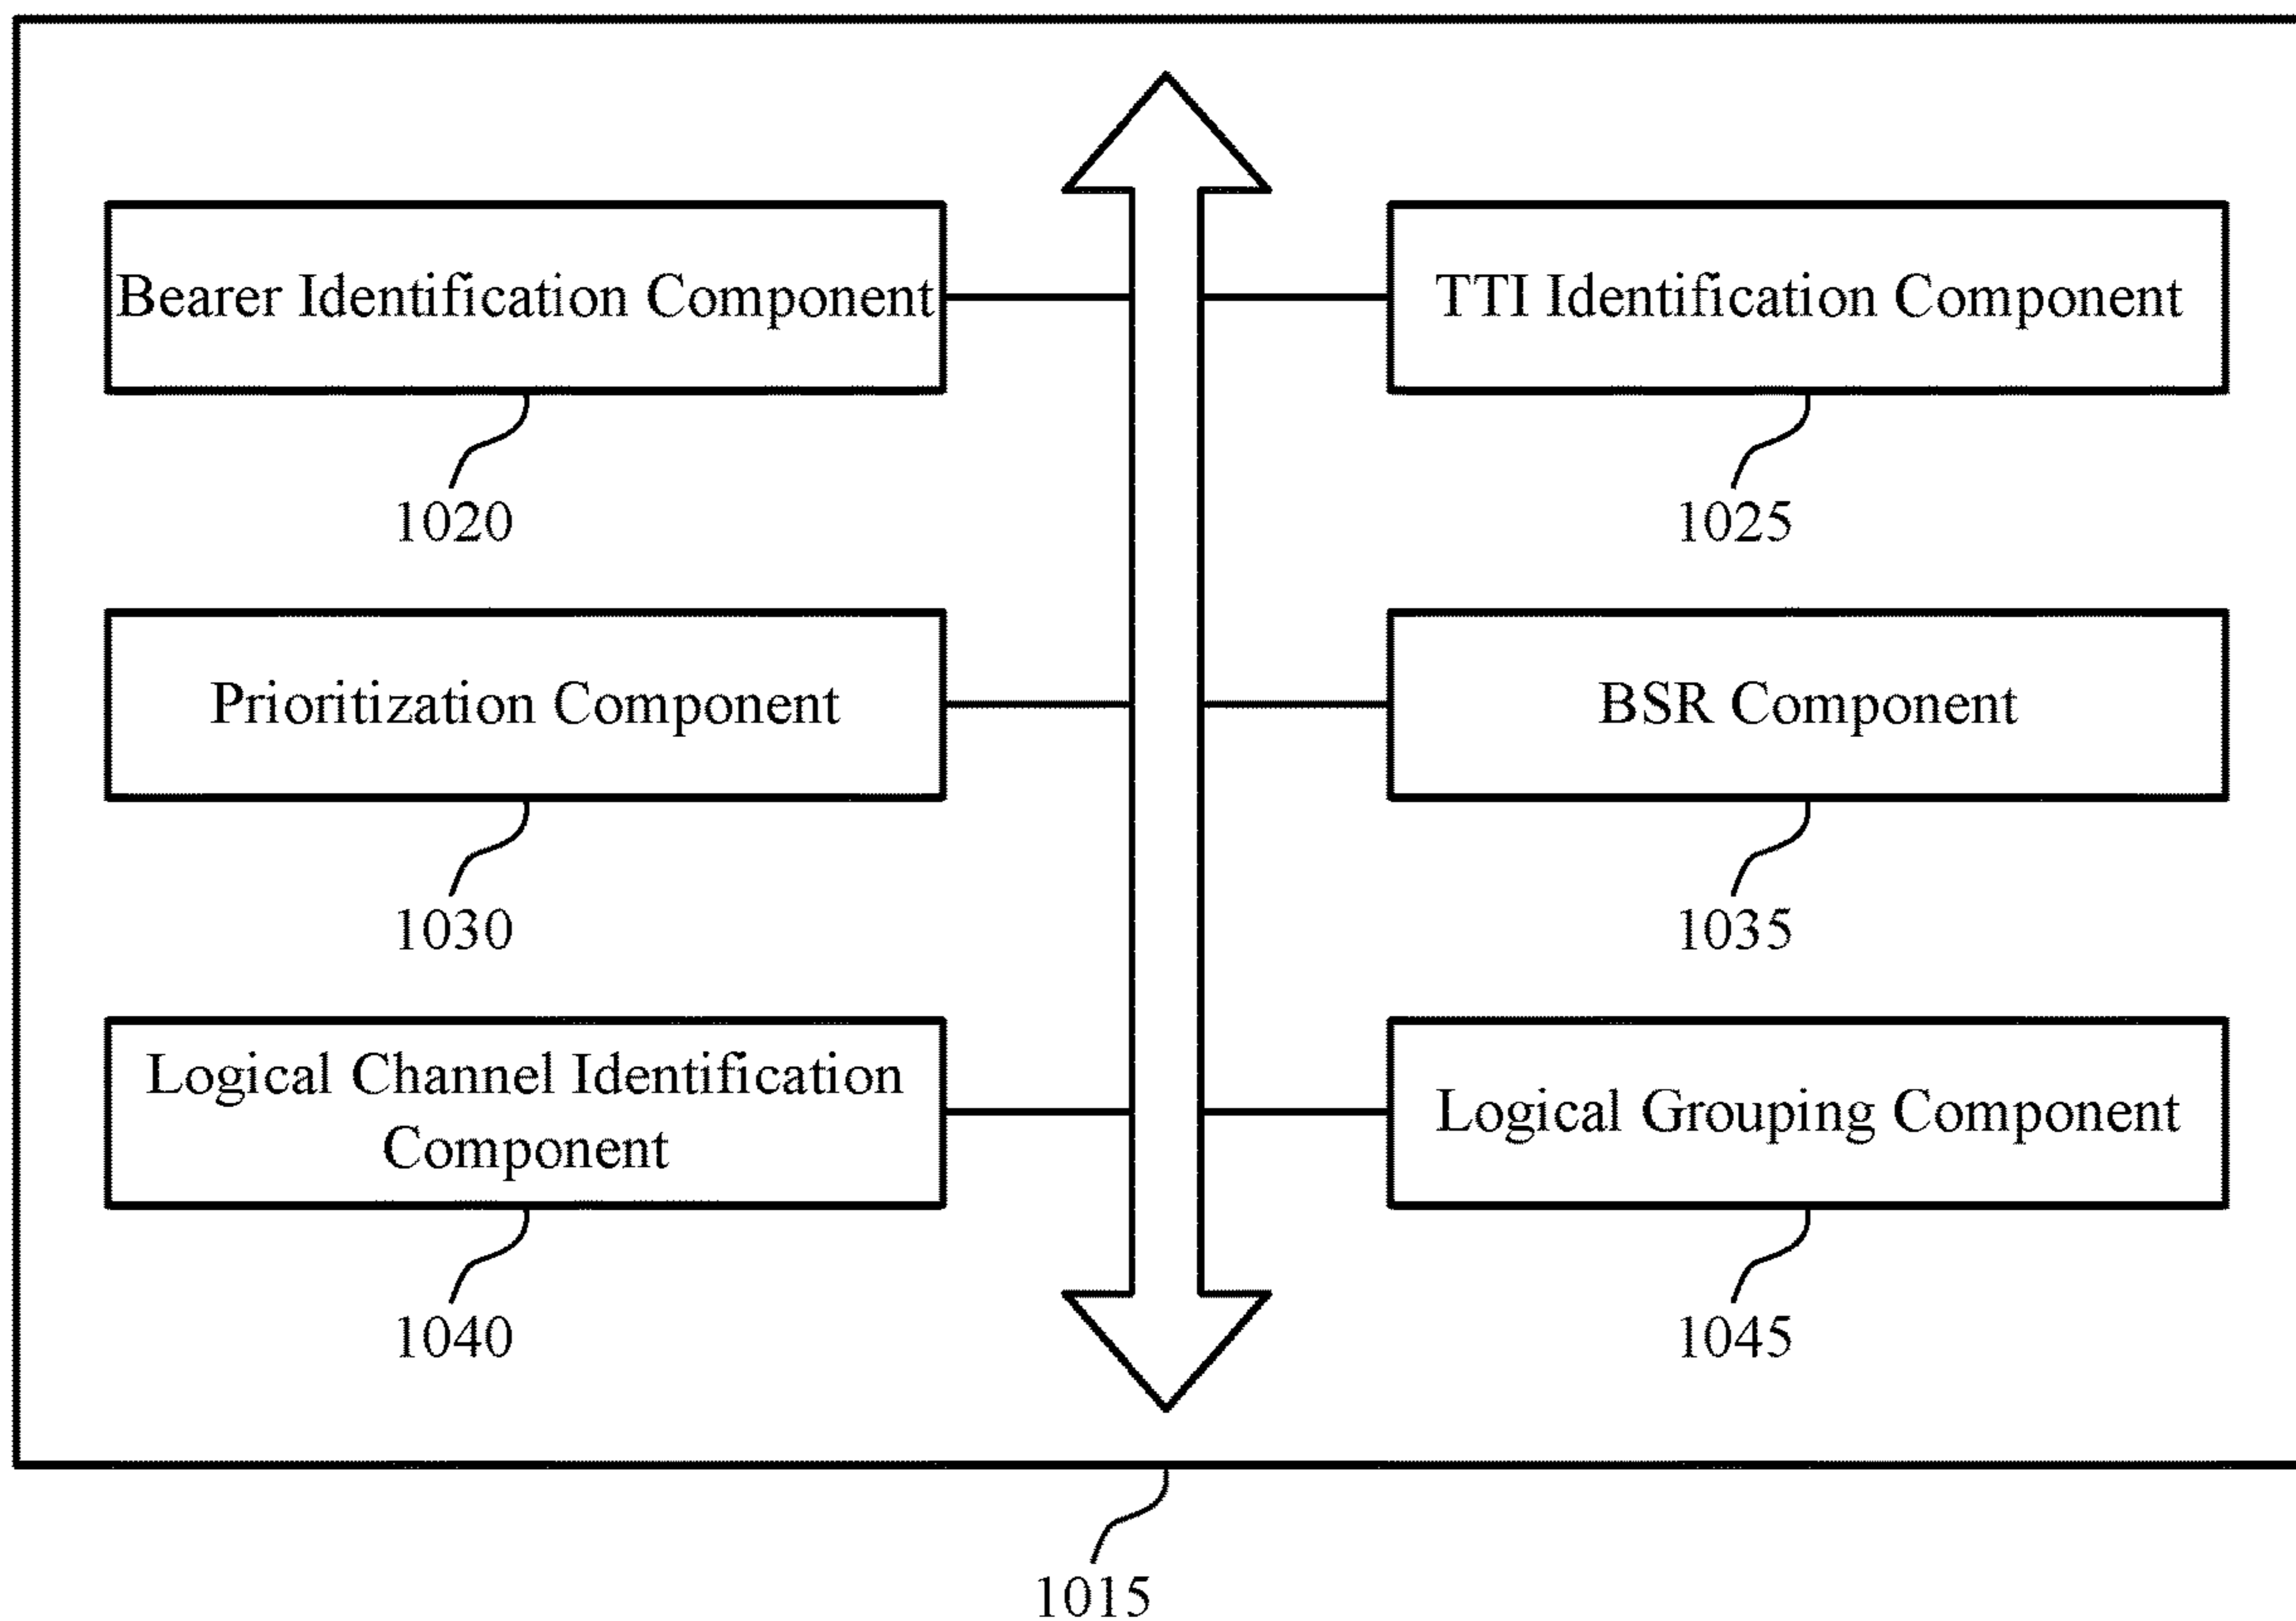 Bearer Identification Component
TTI Identification Component
1020
1025
Prioritization Component
BSR Component
1030
1035
Logical Channel Identification
Component
Logical Grouping Component
1040
1045
1015